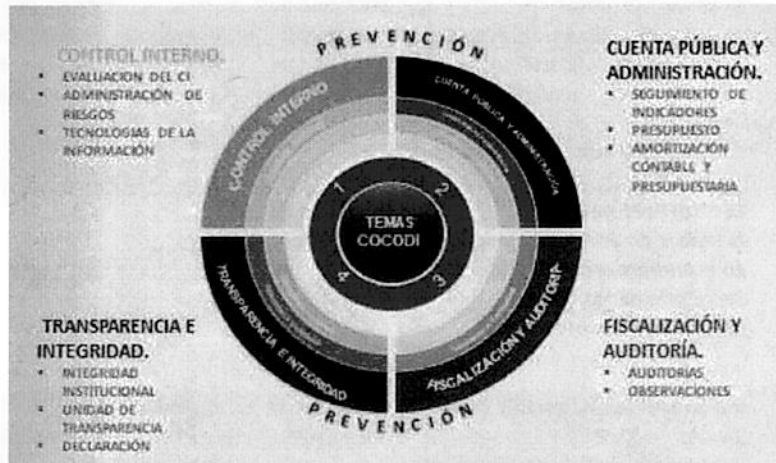 PREVENCIÓN
CONTROL INTERNO.
▪ EVALUACION DEL CI
▪ ADMINISTRACIÓN DE
RIESGOS
▪ TECNOLOGIAS DE LA
INFORMACIÓN
CUENTA PÚBLICA Y
ADMINISTRACIÓN.
▪ SEGUIMIENTO DE
INDICADORES
▪ PRESUPUESTO
▪ AMORTIZACIÓN
CONTABLE Y
PRESUPUESTARIA
CONTROL INTERNO
CUENTA PÚBLICA Y ADMINISTRACIÓN
1
2
TEMAS
COCODI
4
3
TRANSPARENCIA E INTEGRIDAD
FISCALIZACIÓN Y AUDITORIA
TRANSPARENCIA E
INTEGRIDAD.
▪ INTEGRIDAD
INSTITUCIONAL
▪ UNIDAD DE
TRANSPARENCIA
▪ DECLARACIÓN
FISCALIZACIÓN Y
AUDITORÍA.
▪ AUDITORIAS
▪ OBSERVACIONES
PREVENCIÓN